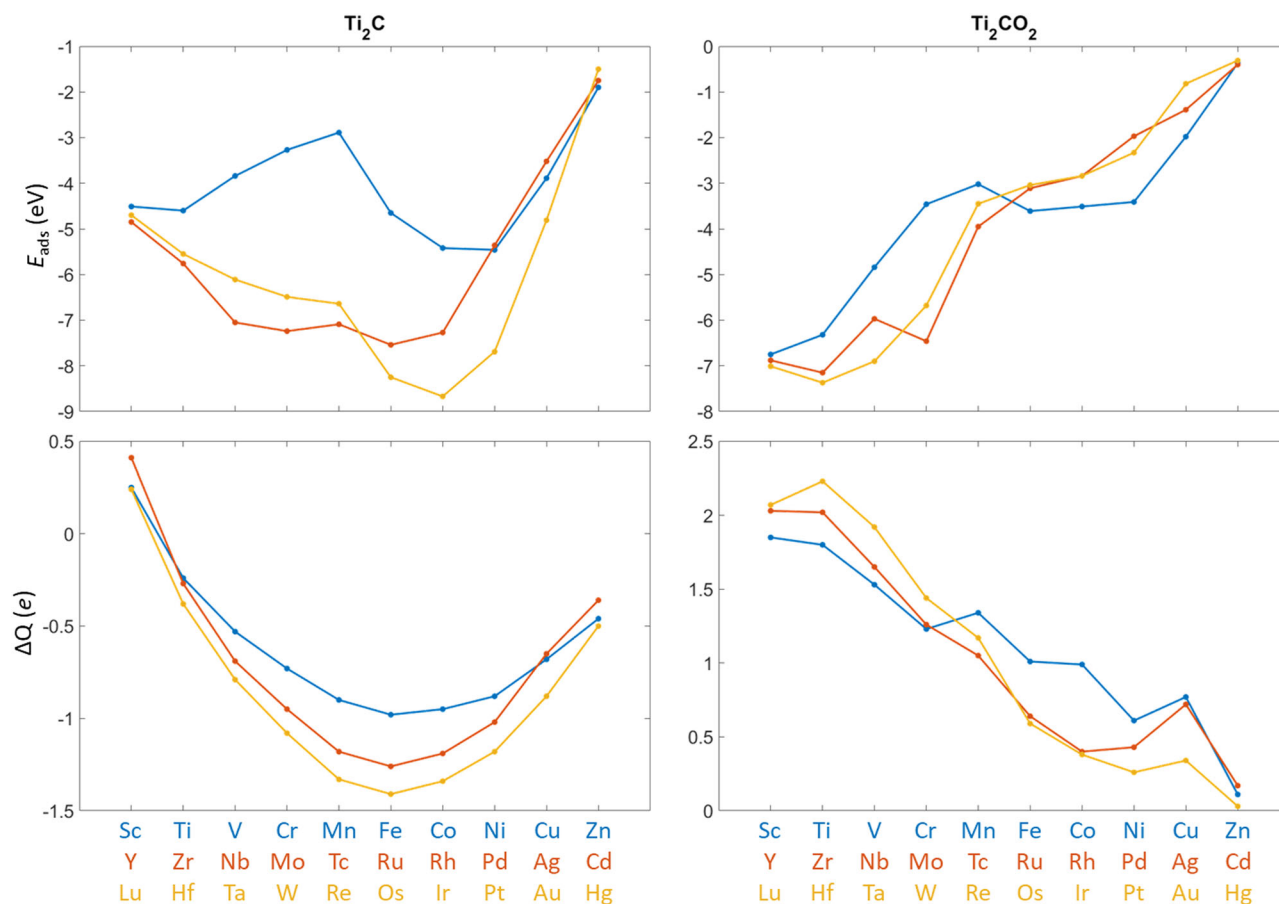 Ti₂C
Ti₂CO₂
-1
-2
-3
-4
-5
-6
-7
-8
-9
E_ads (eV)
0
-1
-2
-3
-4
-5
-6
-7
-8
0.5
0
-0.5
-1
-1.5
ΔQ (e)
2.5
2
1.5
1
0.5
0
Sc Ti V Cr Mn Fe Co Ni Cu Zn
Y Zr Nb Mo Tc Ru Rh Pd Ag Cd
Lu Hf Ta W Re Os Ir Pt Au Hg
Sc Ti V Cr Mn Fe Co Ni Cu Zn
Y Zr Nb Mo Tc Ru Rh Pd Ag Cd
Lu Hf Ta W Re Os Ir Pt Au Hg